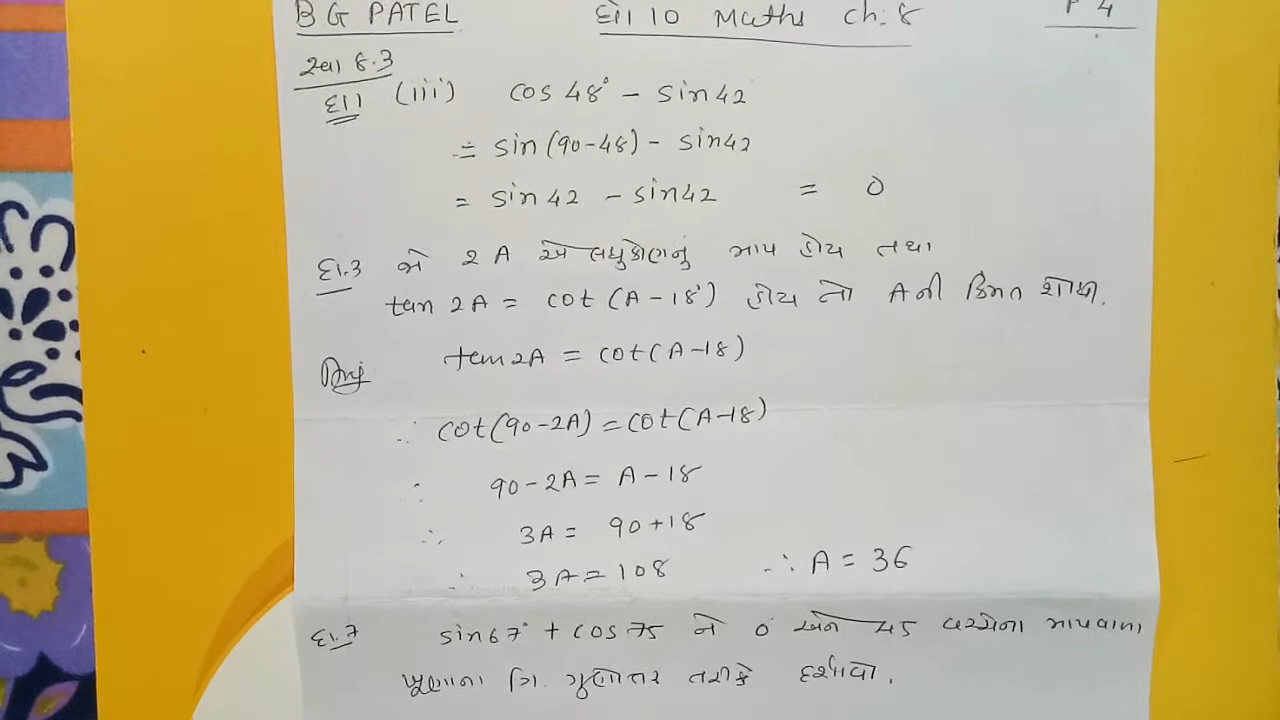 B G PATEL ધો 10 Maths Ch. 8 P 4
સ્વા 8.3
દા 1 (iii) cos 48° - sin 42
= sin (90-48) - sin 42
= sin 42 - sin 42 = 0
દા.3 જો 2 A એ લઘુકોણનું માપ હોય તથા
tan 2A = cot (A - 18°) હોય તો A ની કિંમત શોધો.
tan 2A = cot (A-18)
∴ cot (90-2A) = cot (A-18)
∴ 90 - 2A = A - 18
∴ 3A = 90 + 18
∴ 3A = 108 ∴ A = 36
દા.7 sin 67° + cos 75 ને 0° અને 45 વચ્ચેના માપવાળા
ખૂણાના ત્રિ. ગુણોત્તર તરીકે દર્શાવો.